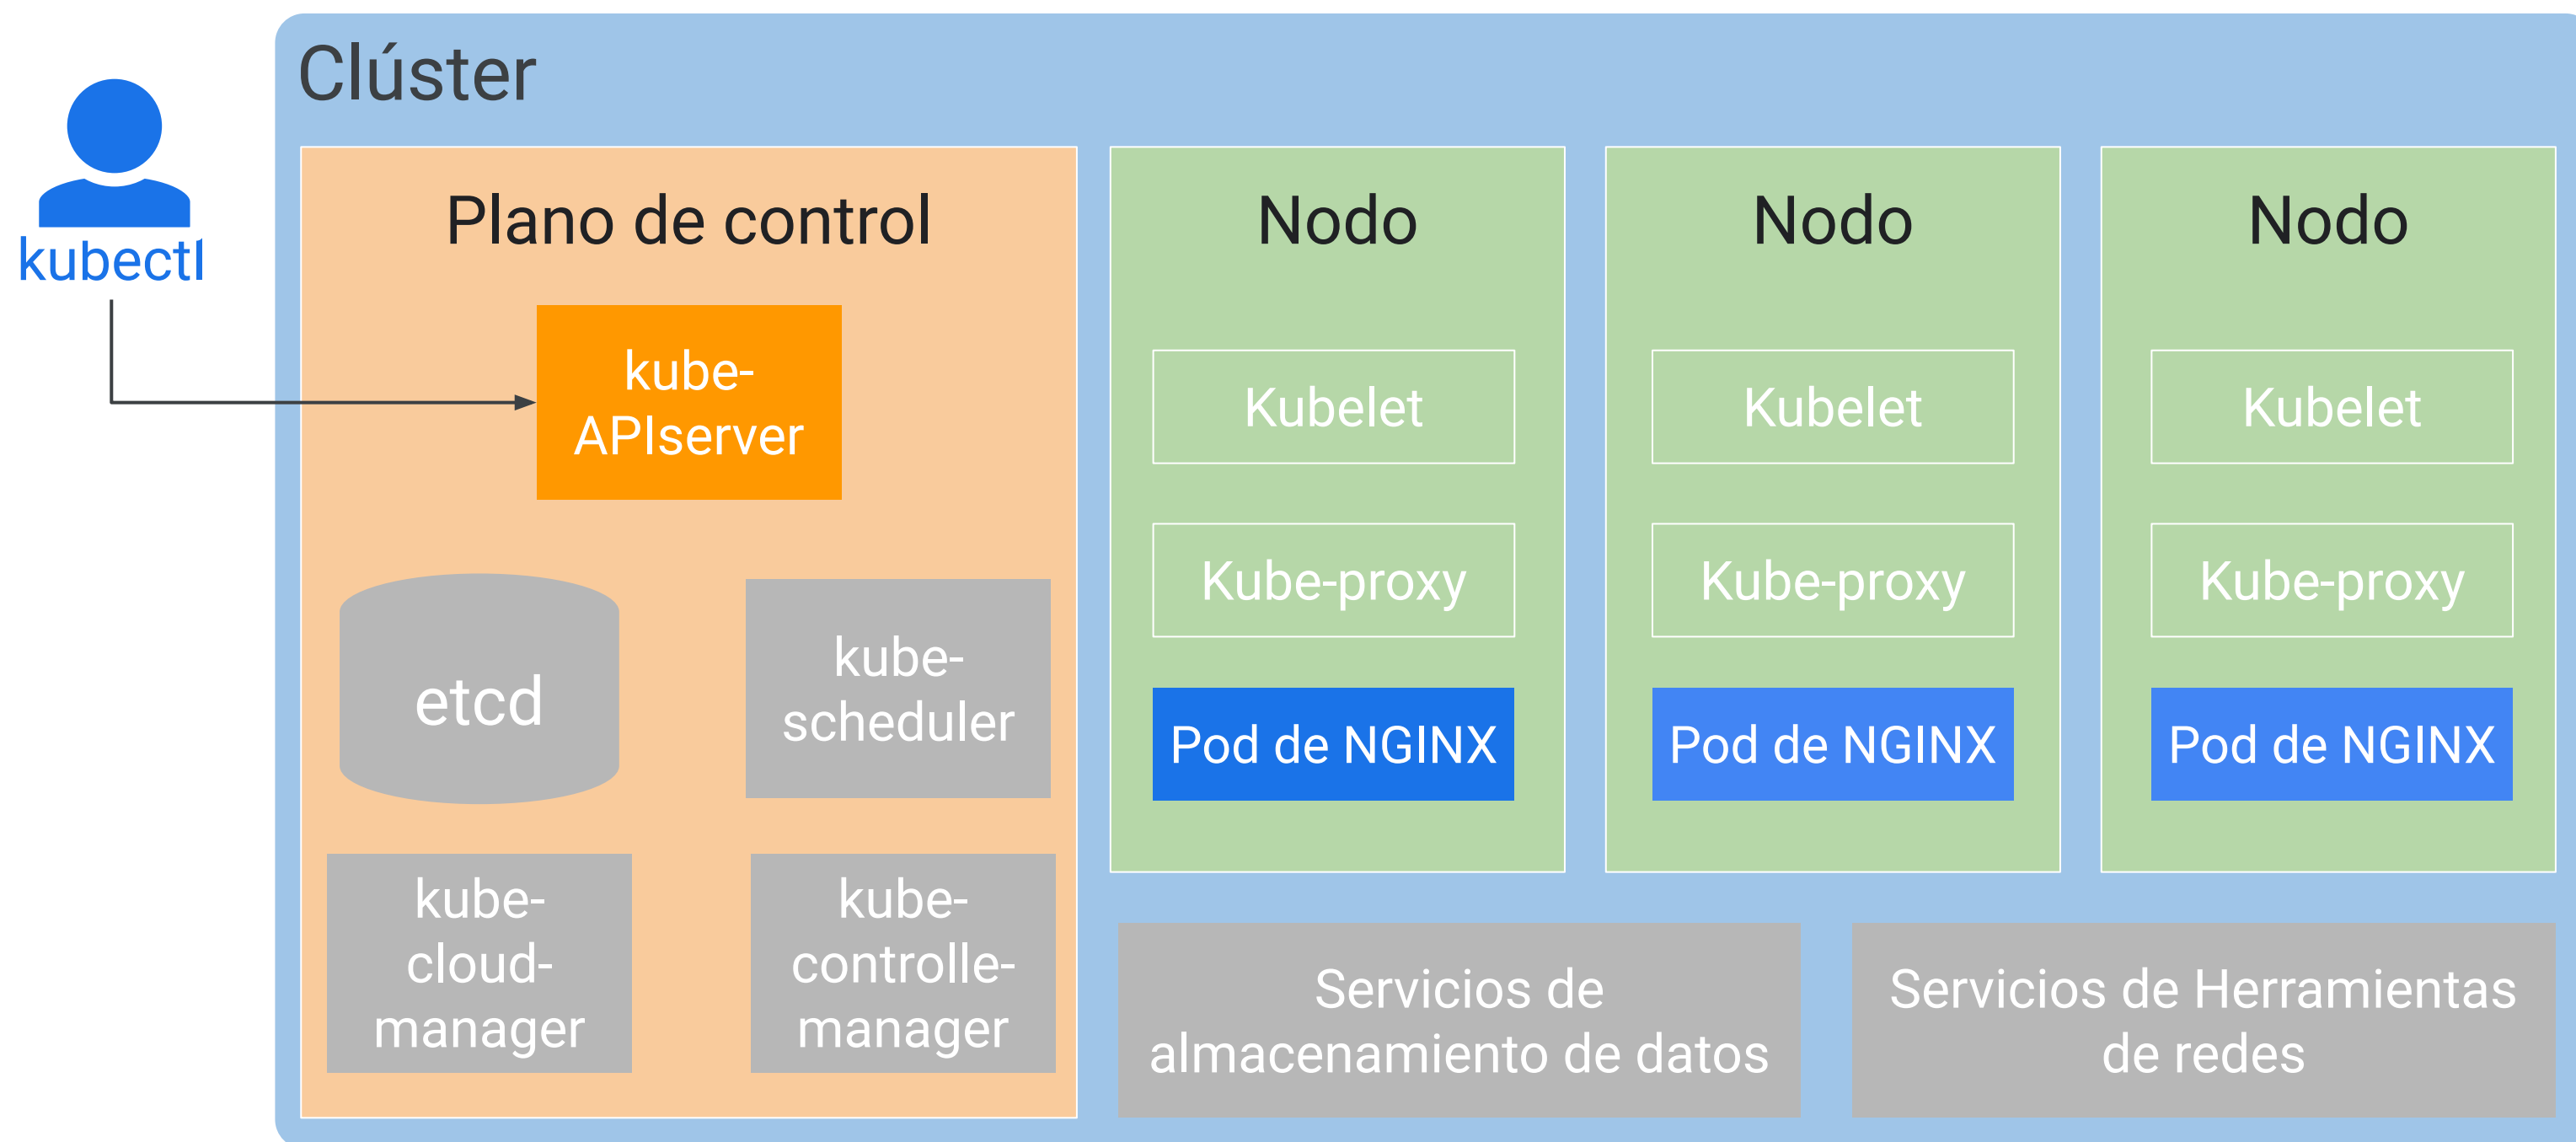 Clúster
kubectl
Plano de control
kube-
APIserver
etcd
kube-
scheduler
kube-
cloud-
manager
kube-
controlle-
manager
Nodo
Kubelet
Kube-proxy
Pod de NGINX
Nodo
Kubelet
Kube-proxy
Pod de NGINX
Nodo
Kubelet
Kube-proxy
Pod de NGINX
Servicios de
almacenamiento de datos
Servicios de Herramientas
de redes